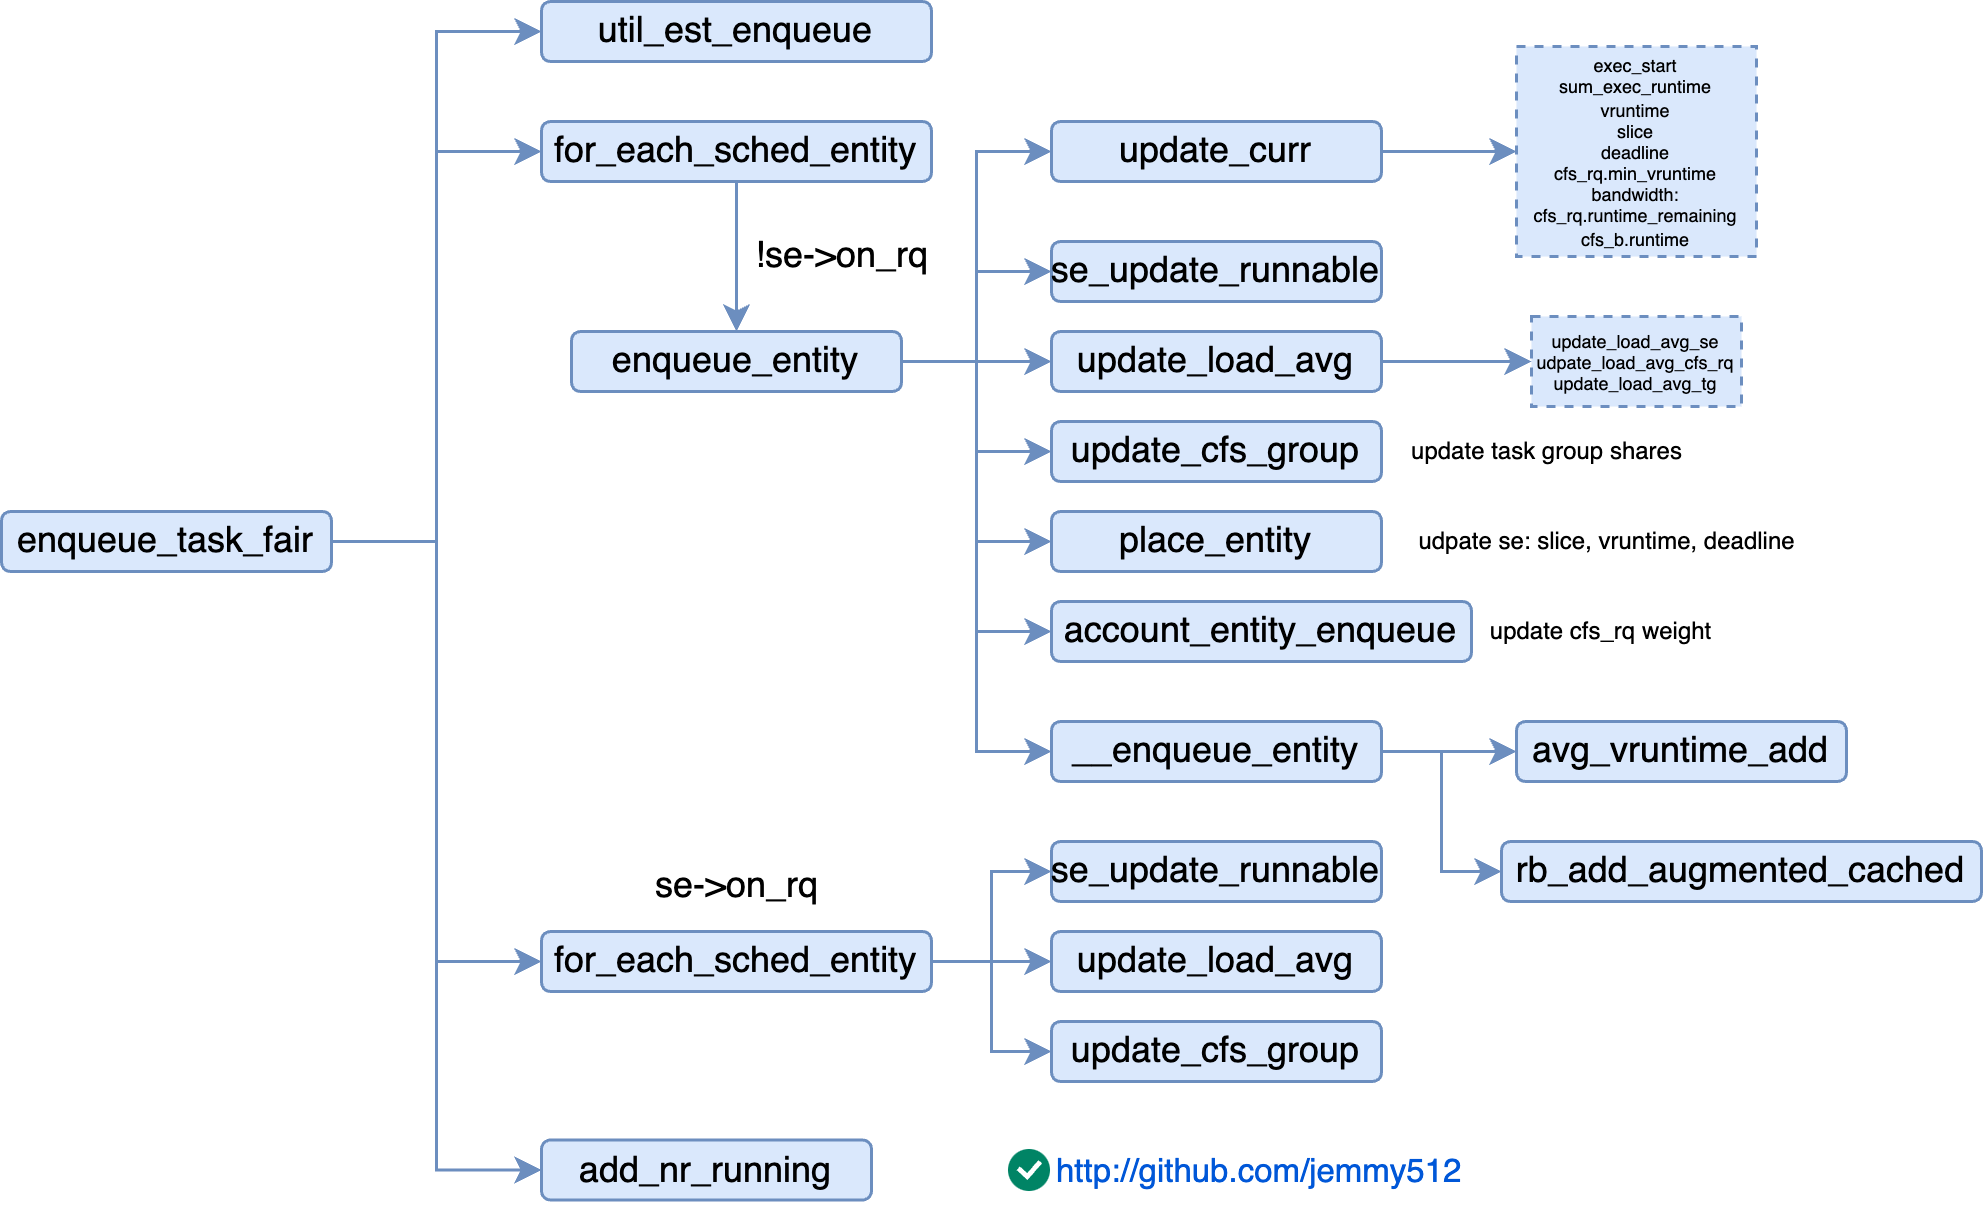 util_est_enqueue
for_each_sched_entity
!se->on_rq
enqueue_entity
enqueue_task_fair
se->on_rq
for_each_sched_entity
add_nr_running
update_curr
se_update_runnable
update_load_avg
update_cfs_group
update task group shares
place_entity
udpate se: slice, vruntime, deadline
account_entity_enqueue
update cfs_rq weight
__enqueue_entity
avg_vruntime_add
rb_add_augmented_cached
se_update_runnable
update_load_avg
update_cfs_group
exec_start
sum_exec_runtime
vruntime
slice
deadline
cfs_rq.min_vruntime
bandwidth:
cfs_rq.runtime_remaining
cfs_b.runtime
update_load_avg_se
udpate_load_avg_cfs_rq
update_load_avg_tg
http://github.com/jemmy512